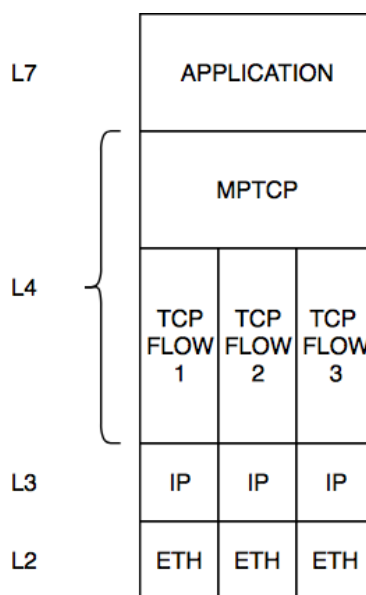 L7
APPLICATION
MPTCP
L4
TCP FLOW 1
TCP FLOW 2
TCP FLOW 3
L3
IP
IP
IP
L2
ETH
ETH
ETH